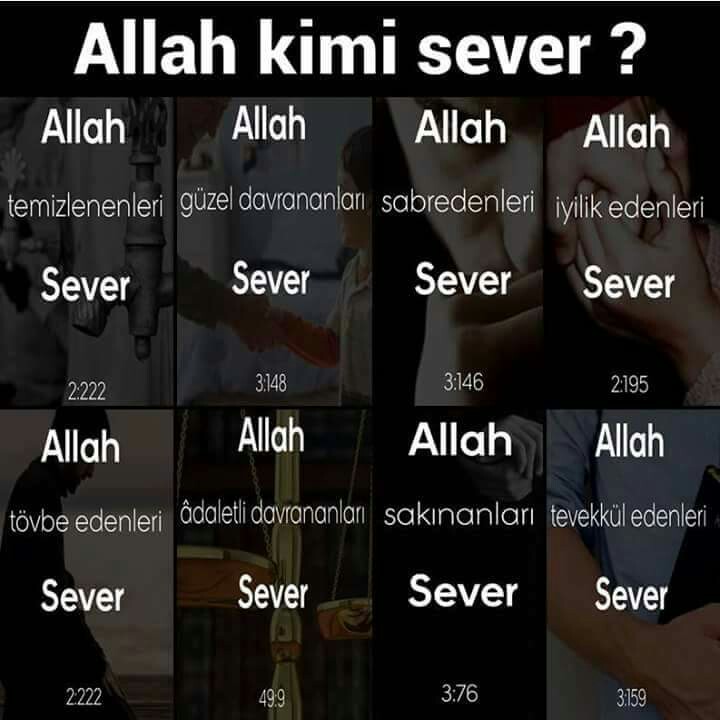 Allah kimi sever ?
Allah
temizlenenleri
Sever
2:222
Allah
güzel davrananları
Sever
3:148
Allah
sabredenleri
Sever
3:146
Allah
iyilik edenleri
Sever
2:195
Allah
tövbe edenleri
Sever
2:222
Allah
âdaletli davrananları
Sever
49:9
Allah
sakınanları
Sever
3:76
Allah
tevekkül edenleri
Sever
3:159